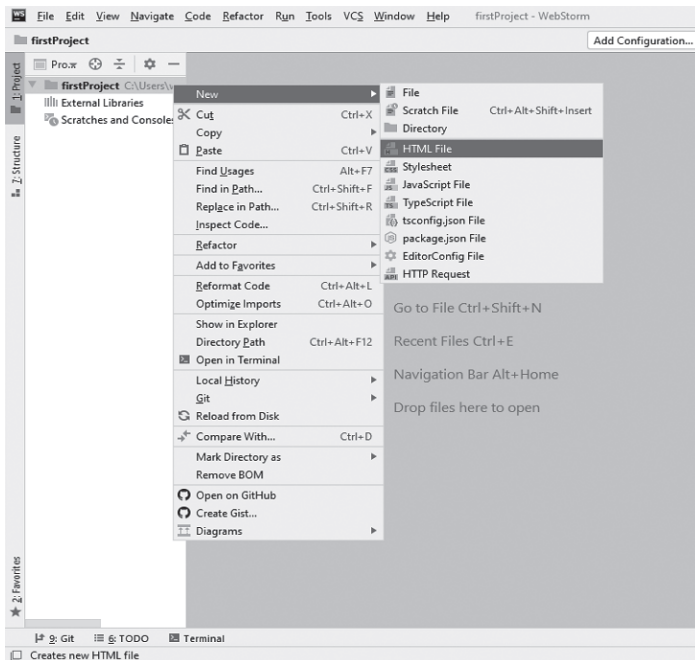 WS File Edit View Navigate Code Refactor Run Tools VCS Window Help firstProject - WebStorm
firstProject
Add Configuration...
1: Project
Pro.
firstProject C:\Users\
External Libraries
Scratches and Consoles
7: Structure
2: Favorites
New
Cut Ctrl+X
Copy
Paste Ctrl+V
Find Usages Alt+F7
Find in Path... Ctrl+Shift+F
Replace in Path... Ctrl+Shift+R
Inspect Code...
Refactor
Add to Favorites
Reformat Code Ctrl+Alt+L
Optimize Imports Ctrl+Alt+O
Show in Explorer
Directory Path Ctrl+Alt+F12
Open in Terminal
Local History
Git
Reload from Disk
Compare With... Ctrl+D
Mark Directory as
Remove BOM
Open on GitHub
Create Gist...
Diagrams
File
Scratch File Ctrl+Alt+Shift+Insert
Directory
HTML File
Stylesheet
JavaScript File
TypeScript File
tsconfig.json File
package.json File
EditorConfig File
HTTP Request
Go to File Ctrl+Shift+N
Recent Files Ctrl+E
Navigation Bar Alt+Home
Drop files here to open
9: Git 6: TODO Terminal
Creates new HTML file